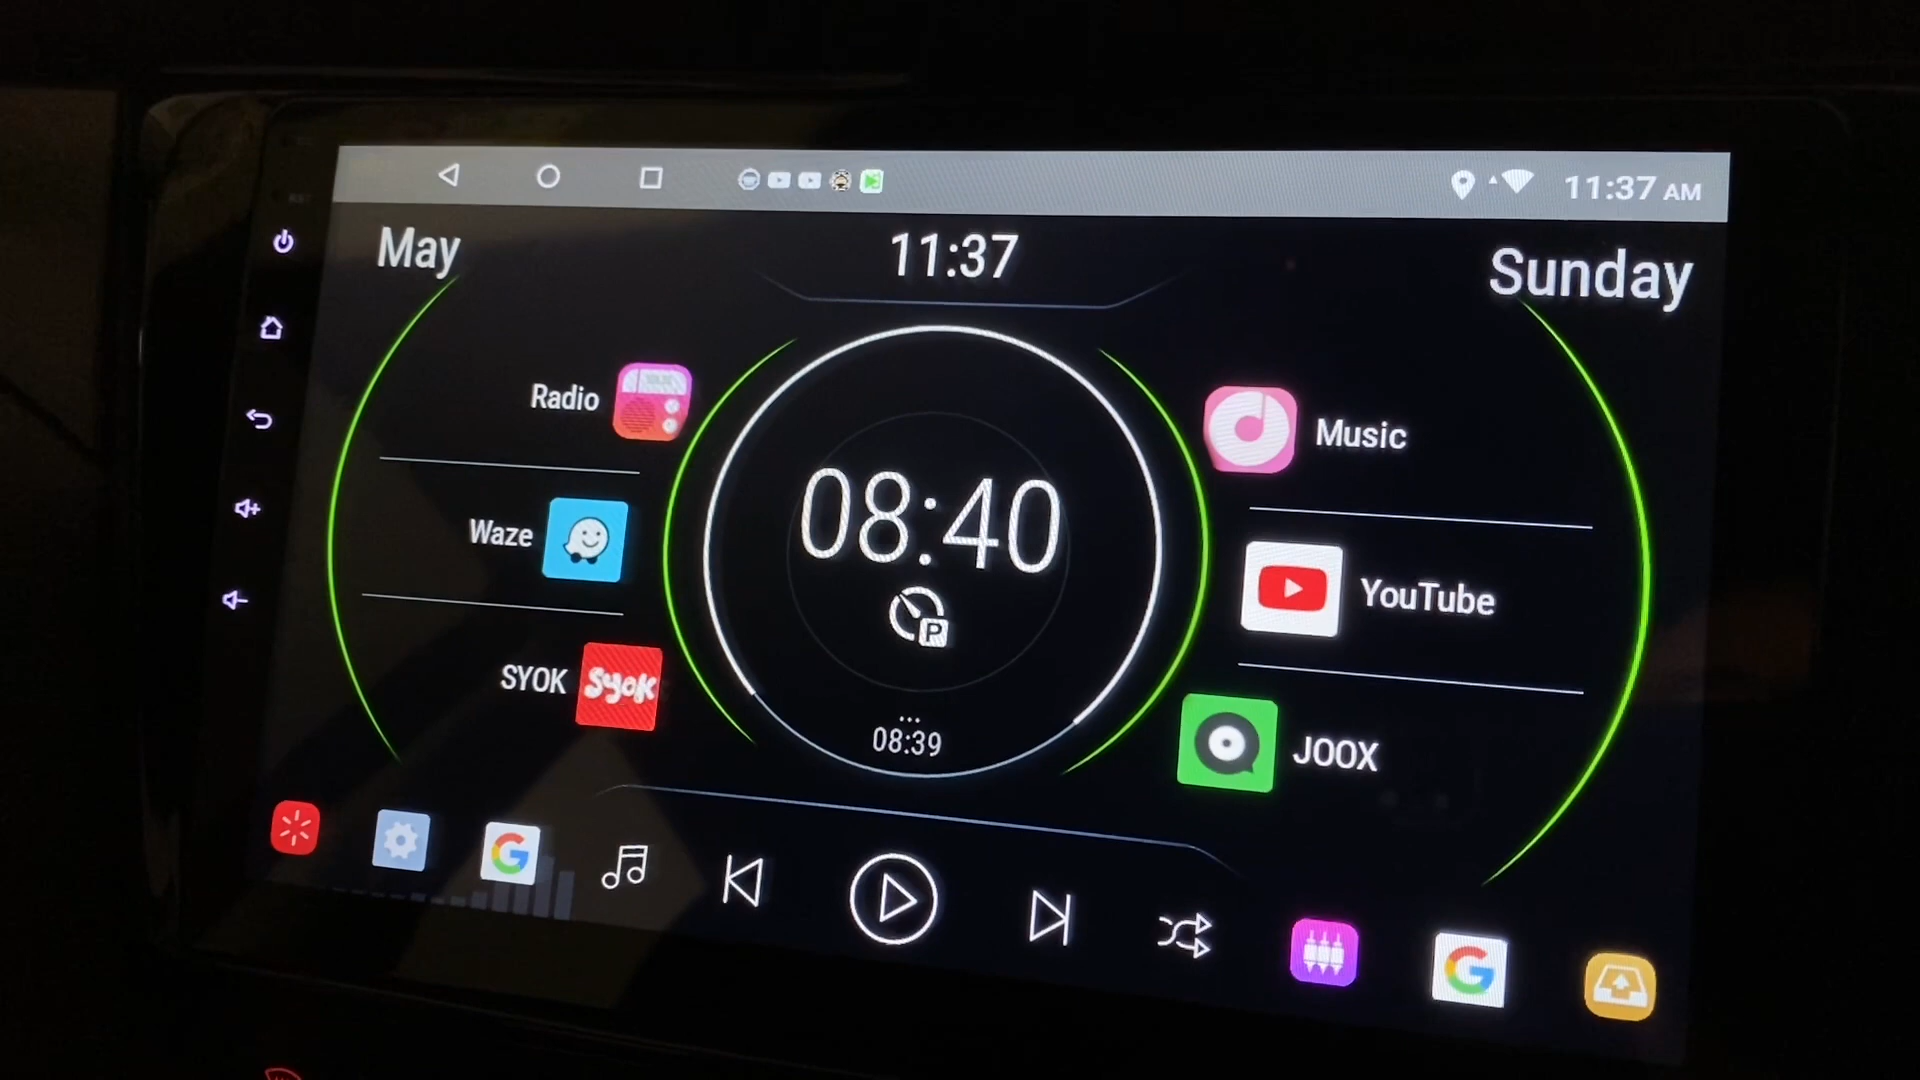 11:37 AM
May
11:37
Sunday
Radio
Music
Waze
08:40
P
YouTube
SYOK
Syok
08:39
JOOX
G
G